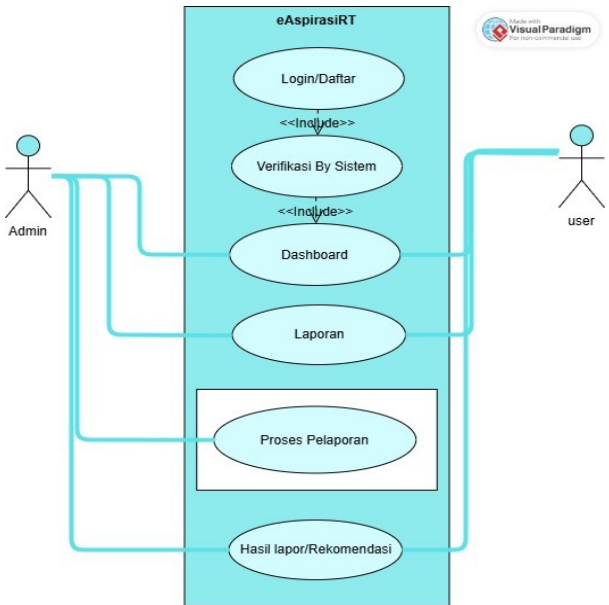 eAspirasiRT
Made with
Visual Paradigm
For non-commercial use
Login/Daftar
<<Include>>
Verifikasi By Sistem
<<Include>>
Admin
user
Dashboard
Laporan
Proses Pelaporan
Hasil lapor/Rekomendasi